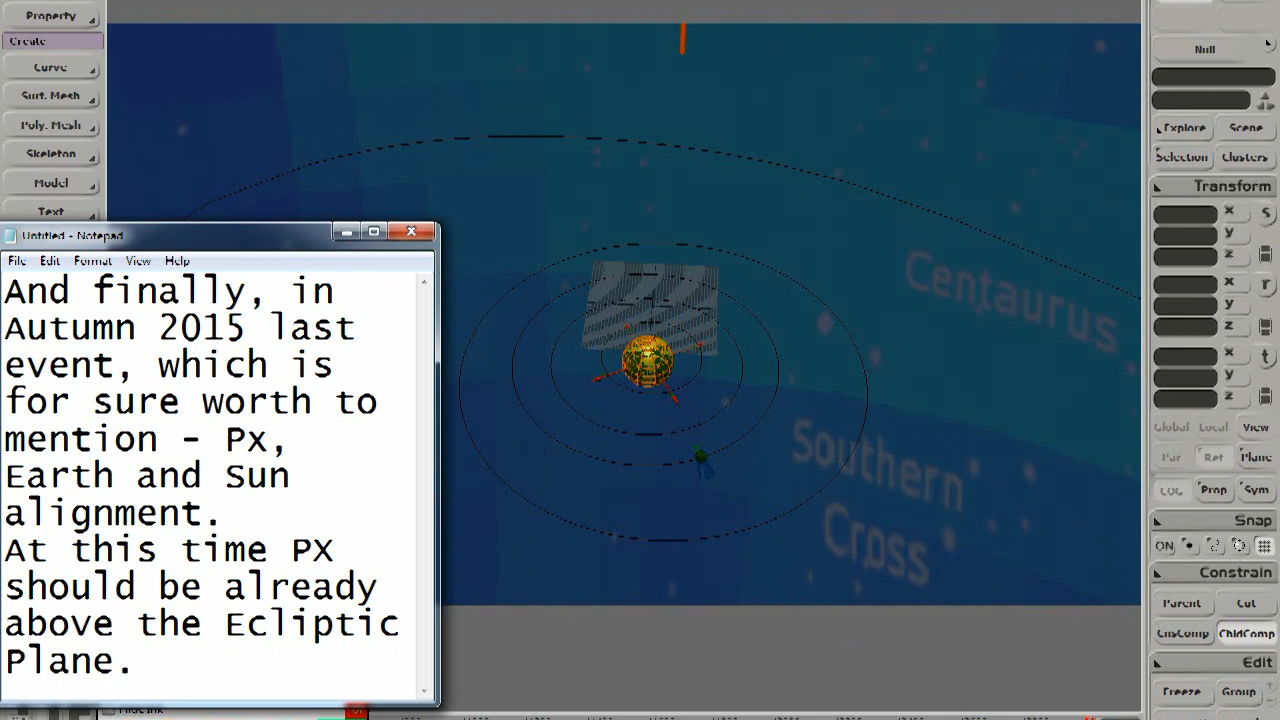 Property
Create
Curve
Surf. Mesh
Poly. Mesh
Skeleton
Model
Text
Untitled - Notepad
File Edit Format View Help
And finally, in
Autumn 2015 last
event, which is
for sure worth to
mention - Px,
Earth and Sun
alignment.
At this time PX
should be already
above the Ecliptic
Plane.
Centaurus
Southern
Cross
Null
Explore Scene
Selection Clusters
Transform
x s
y
z
x r
y
z
x t
y
z
Global Local View
Par Ref Plane
COG Prop Sym
Snap
ON
Constrain
Parent Cut
CnsComp ChldComp
Edit
Freeze Group